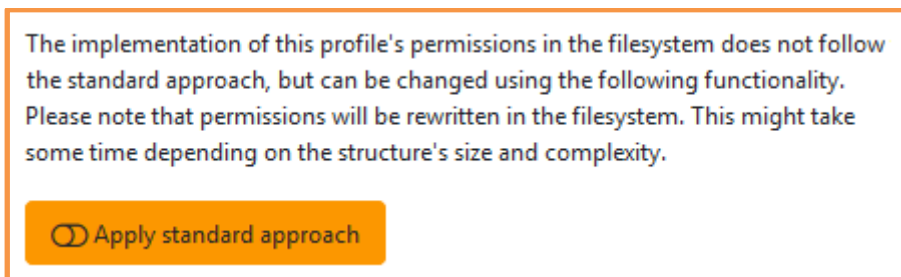 The implementation of this profile's permissions in the filesystem does not follow
the standard approach, but can be changed using the following functionality.
Please note that permissions will be rewritten in the filesystem. This might take
some time depending on the structure's size and complexity.
Apply standard approach